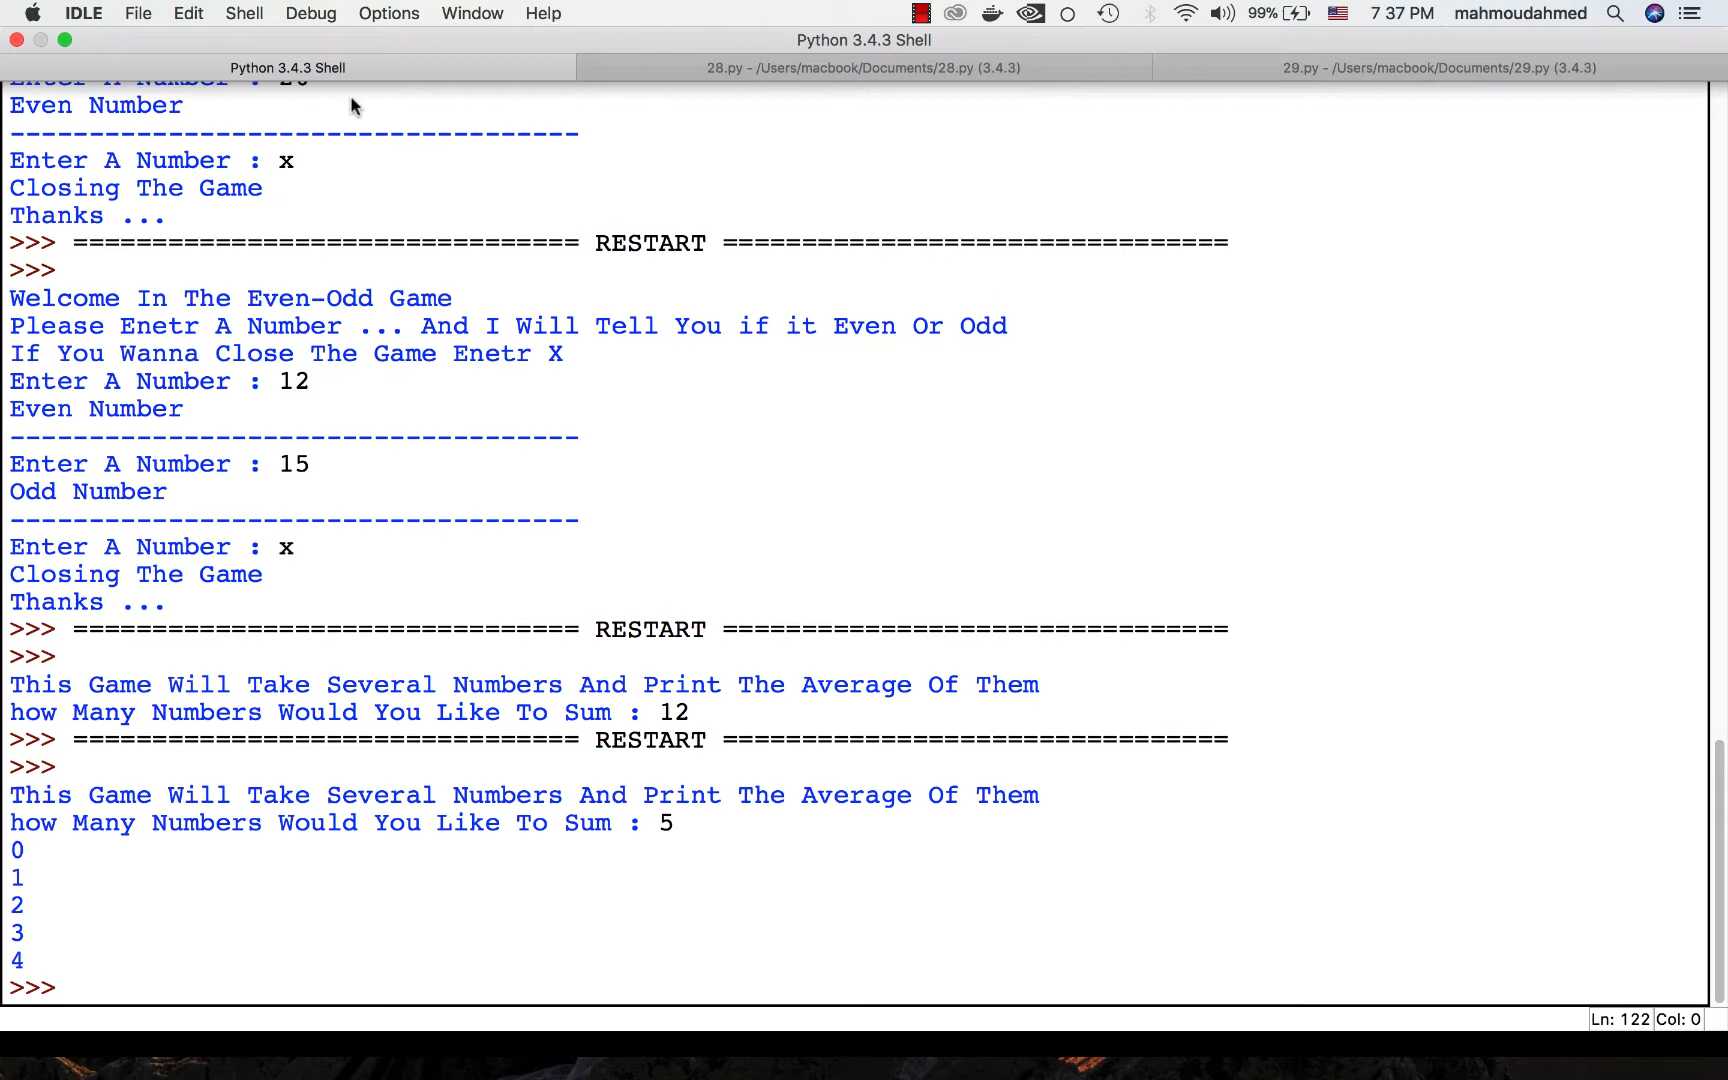 IDLE File Edit Shell Debug Options Window Help 99% 7 37 PM mahmoudahmed
Python 3.4.3 Shell
Python 3.4.3 Shell 28.py - /Users/macbook/Documents/28.py (3.4.3) 29.py - /Users/macbook/Documents/29.py (3.4.3)
Enter A Number : 20
Even Number
------------------------------------
Enter A Number : x
Closing The Game
Thanks ...
>>> ================================ RESTART ================================
>>>
Welcome In The Even-Odd Game
Please Enetr A Number ... And I Will Tell You if it Even Or Odd
If You Wanna Close The Game Enetr X
Enter A Number : 12
Even Number
------------------------------------
Enter A Number : 15
Odd Number
------------------------------------
Enter A Number : x
Closing The Game
Thanks ...
>>> ================================ RESTART ================================
>>>
This Game Will Take Several Numbers And Print The Average Of Them
how Many Numbers Would You Like To Sum : 12
>>> ================================ RESTART ================================
>>>
This Game Will Take Several Numbers And Print The Average Of Them
how Many Numbers Would You Like To Sum : 5
0
1
2
3
4
>>>
Ln: 122 Col: 0